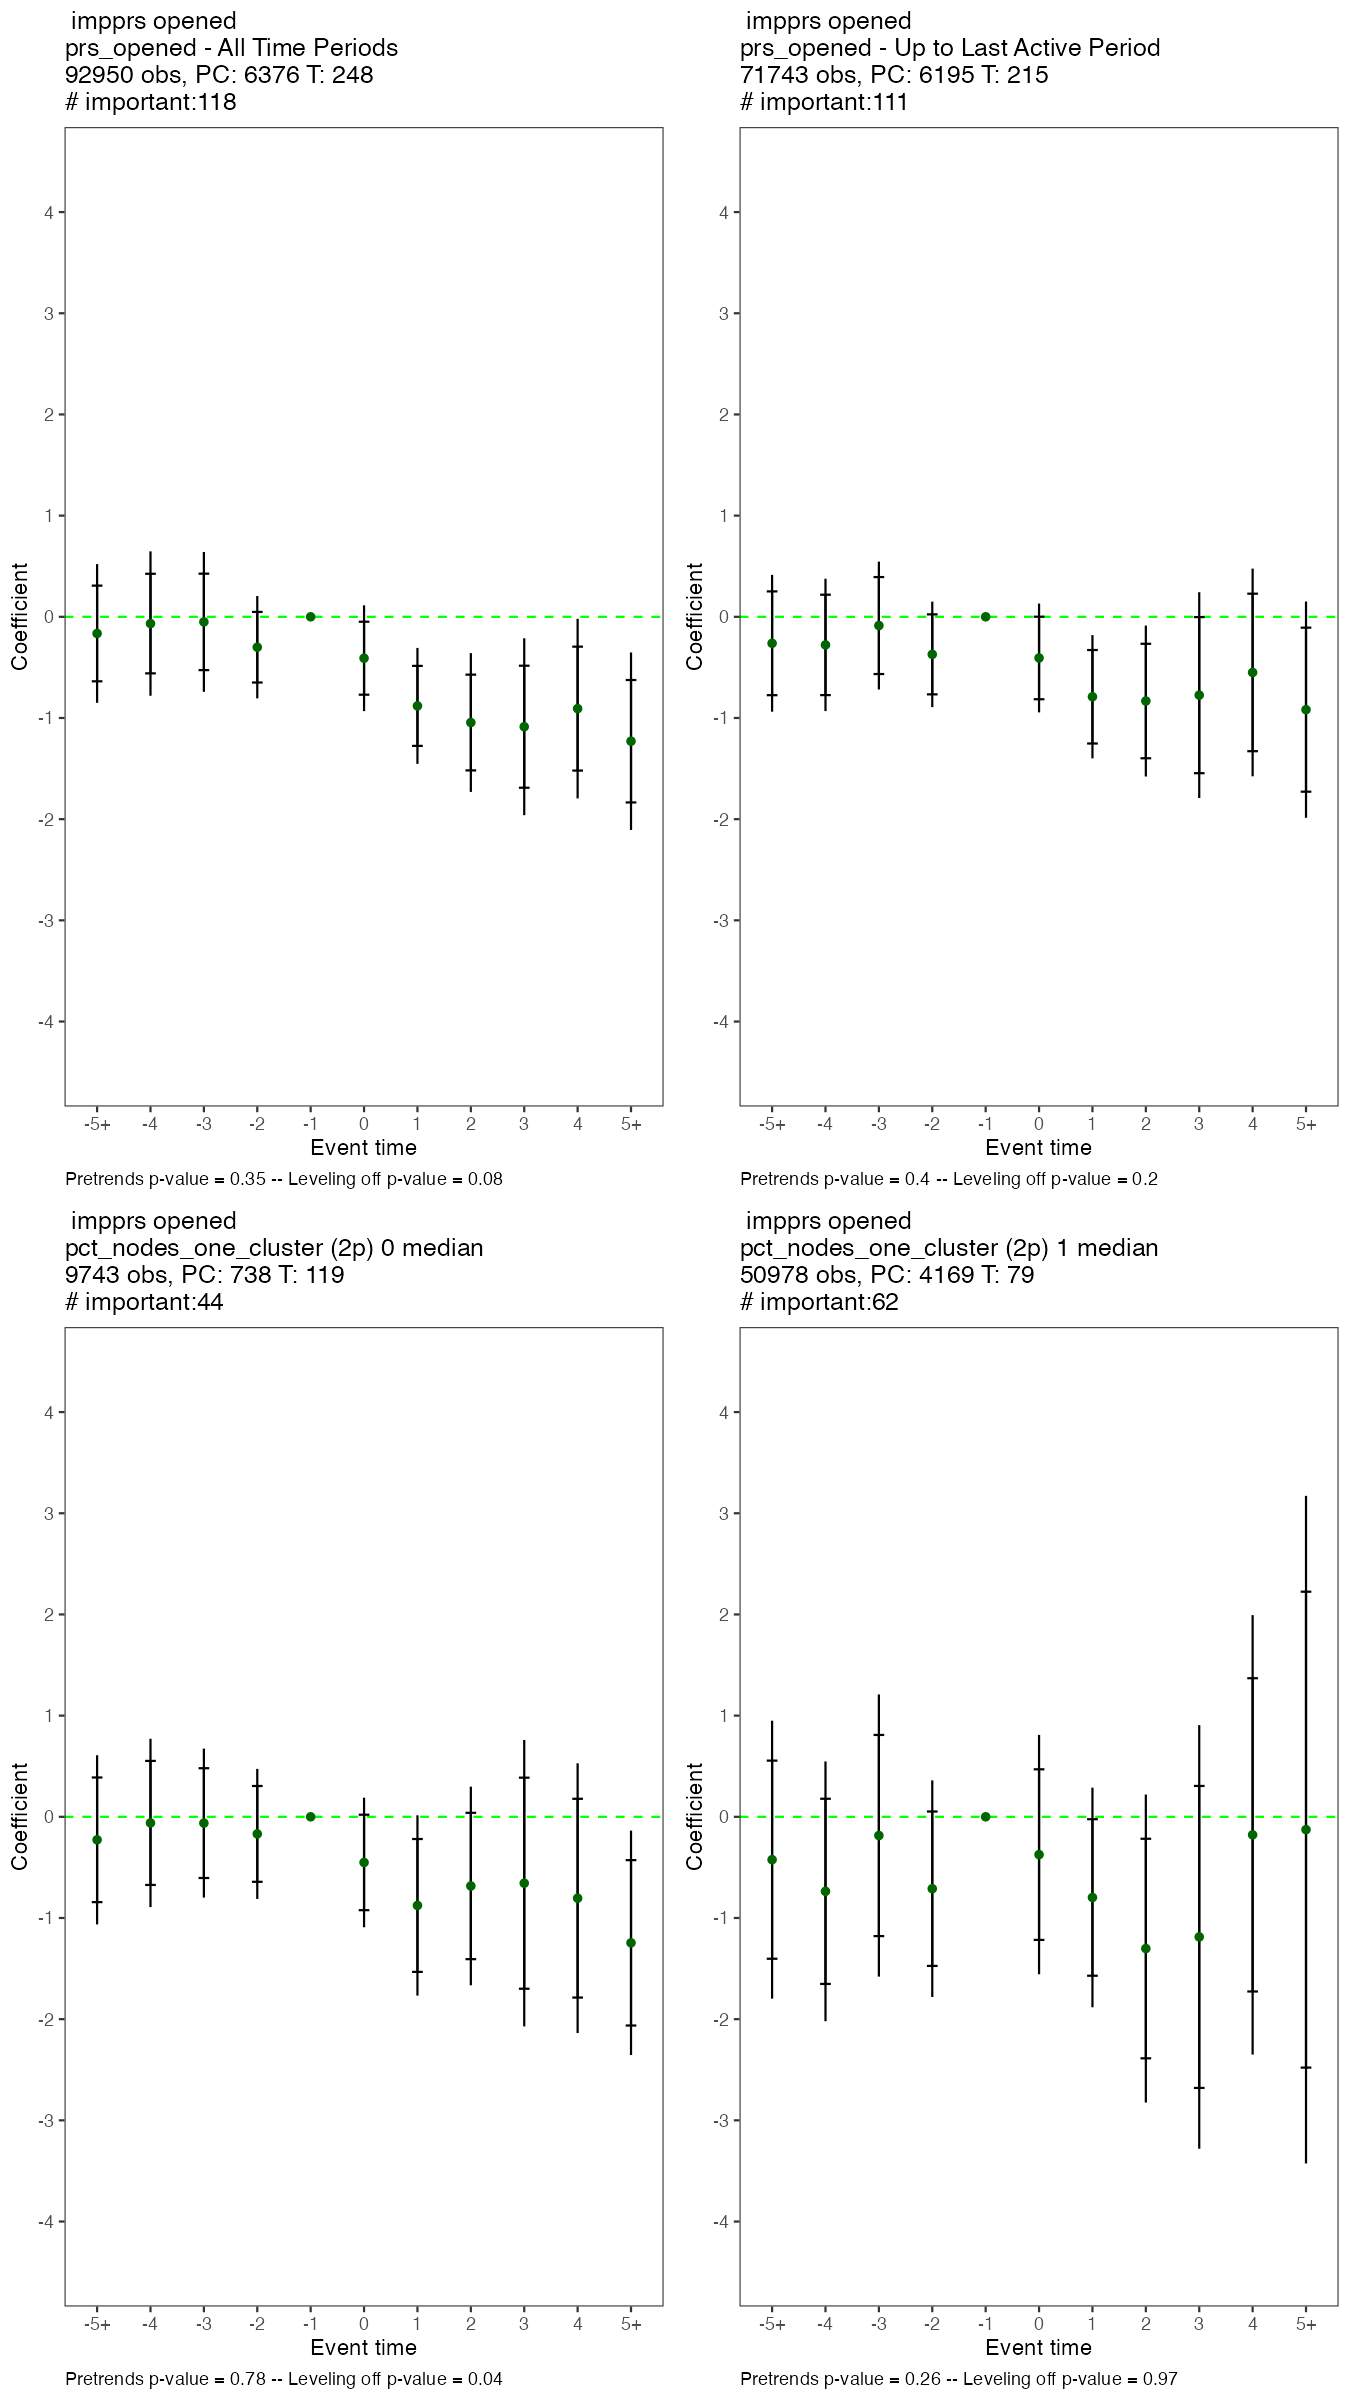 impprs opened
prs_opened - All Time Periods
92950 obs, PC: 6376 T: 248
# important:118
4
3
2
1
0
-1
-2
-3
-4
Coefficient
-5+ -4 -3 -2 -1 0 1 2 3 4 5+
Event time
Pretrends p-value = 0.35 -- Leveling off p-value = 0.08
impprs opened
prs_opened - Up to Last Active Period
71743 obs, PC: 6195 T: 215
# important:111
4
3
2
1
0
-1
-2
-3
-4
Coefficient
-5+ -4 -3 -2 -1 0 1 2 3 4 5+
Event time
Pretrends p-value = 0.4 -- Leveling off p-value = 0.2
impprs opened
pct_nodes_one_cluster (2p) 0 median
9743 obs, PC: 738 T: 119
# important:44
4
3
2
1
0
-1
-2
-3
-4
Coefficient
-5+ -4 -3 -2 -1 0 1 2 3 4 5+
Event time
Pretrends p-value = 0.78 -- Leveling off p-value = 0.04
impprs opened
pct_nodes_one_cluster (2p) 1 median
50978 obs, PC: 4169 T: 79
# important:62
4
3
2
1
0
-1
-2
-3
-4
Coefficient
-5+ -4 -3 -2 -1 0 1 2 3 4 5+
Event time
Pretrends p-value = 0.26 -- Leveling off p-value = 0.97